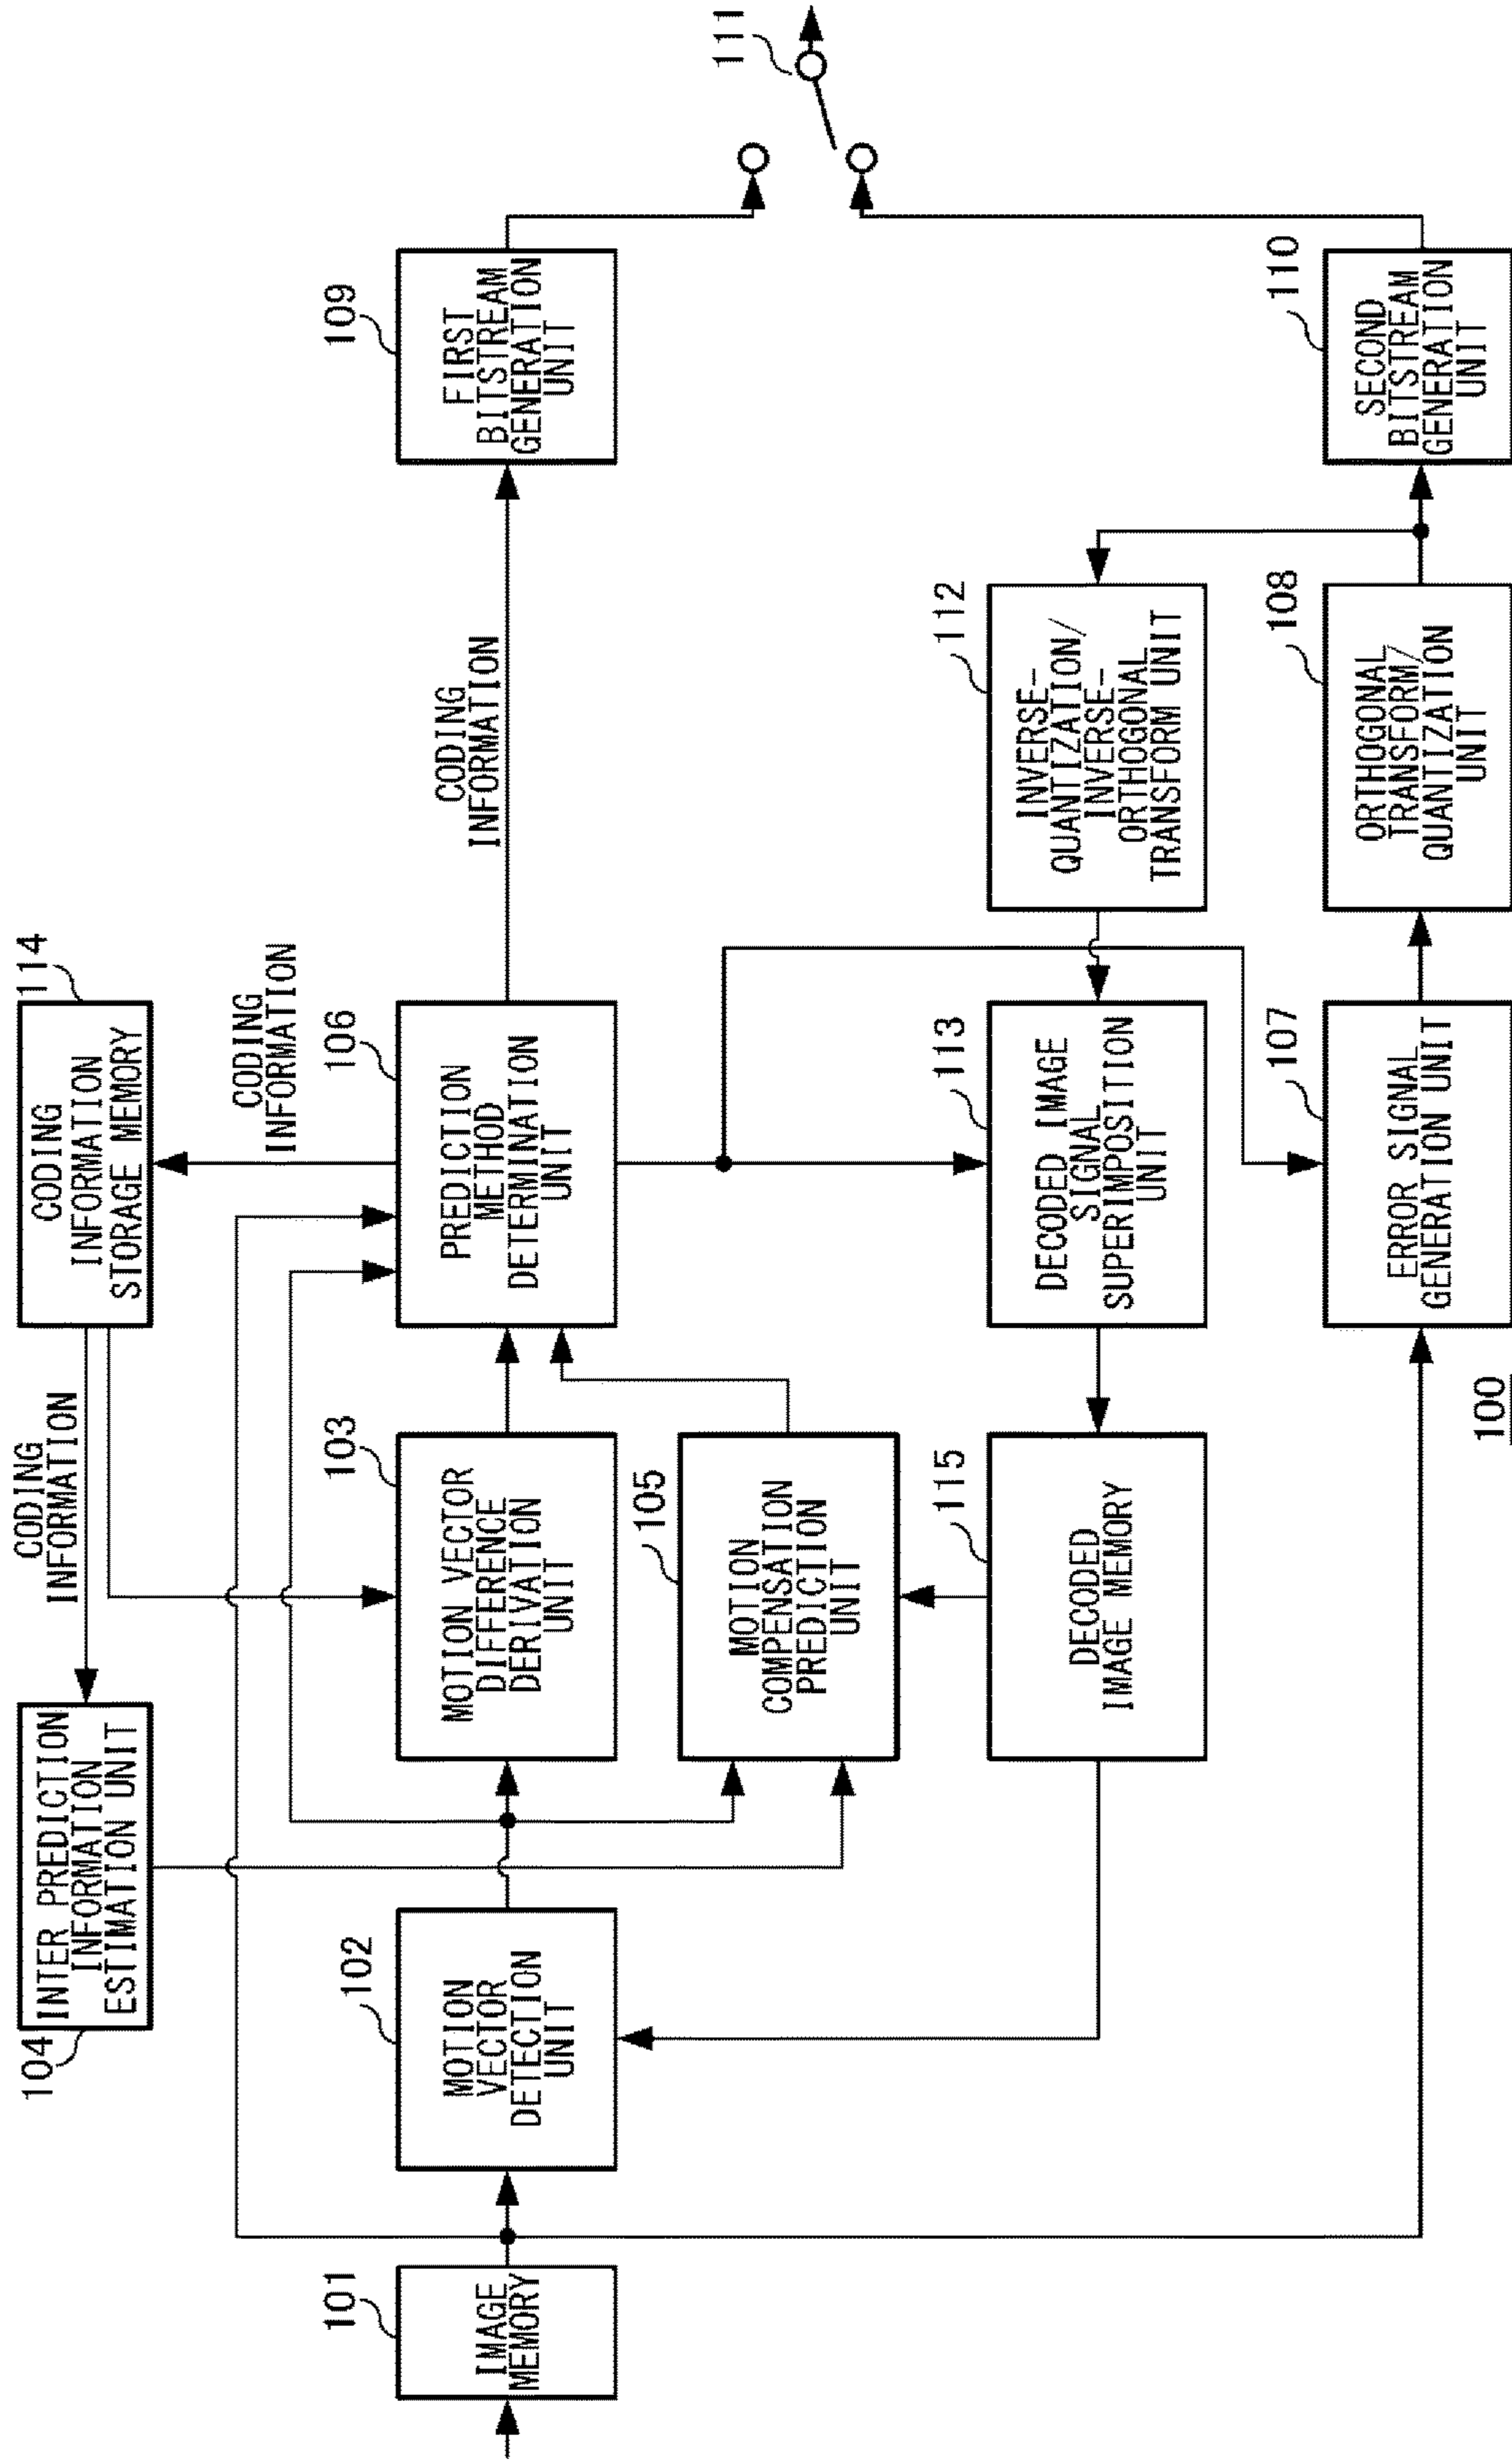 104
INTER PREDICTION
INFORMATION
ESTIMATION UNIT
CODING
INFORMATION
114
CODING
INFORMATION
STORAGE MEMORY
CODING
INFORMATION
101
IMAGE
MEMORY
102
MOTION
VECTOR
DETECTION
UNIT
103
MOTION VECTOR
DIFFERENCE
DERIVATION
UNIT
106
PREDICTION
METHOD
DETERMINATION
UNIT
CODING
INFORMATION
109
FIRST
BITSTREAM
GENERATION
UNIT
111
105
MOTION
COMPENSATION
PREDICTION
UNIT
115
DECODED
IMAGE MEMORY
113
DECODED IMAGE
SIGNAL
SUPERIMPOSITION
UNIT
112
INVERSE-
QUANTIZATION/
INVERSE-
ORTHOGONAL
TRANSFORM UNIT
107
ERROR SIGNAL
GENERATION UNIT
108
ORTHOGONAL
TRANSFORM/
QUANTIZATION
UNIT
110
SECOND
BITSTREAM
GENERATION
UNIT
100